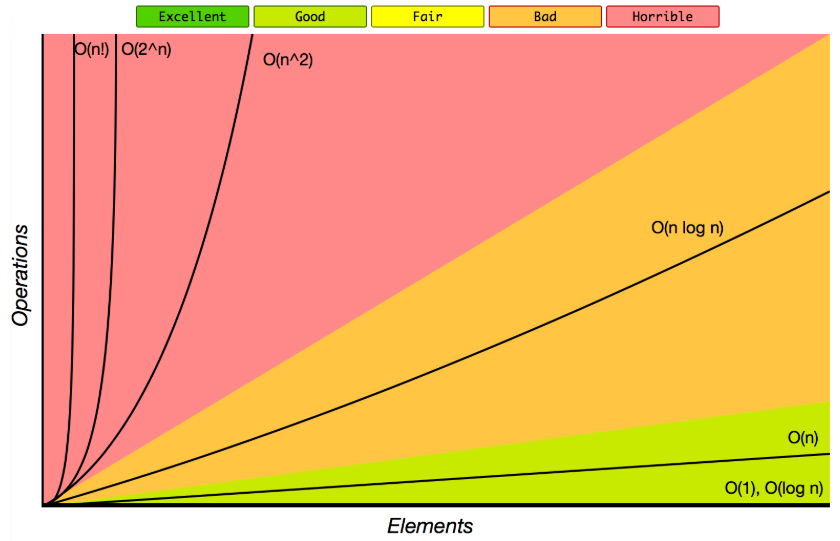 Excellent Good Fair Bad Horrible
O(n!) O(2^n) O(n^2)
O(n log n)
Operations
O(n)
O(1), O(log n)
Elements